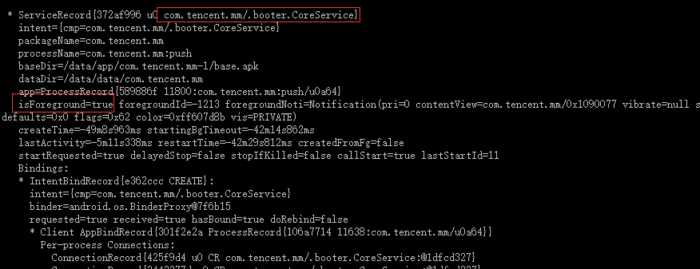 * ServiceRecord{372af996 u0 com.tencent.mm/.booter.CoreService}
intent={cmp=com.tencent.mm/.booter.CoreService}
packageName=com.tencent.mm
processName=com.tencent.mm:push
baseDir=/data/app/com.tencent.mm-1/base.apk
dataDir=/data/data/com.tencent.mm
app=ProcessRecord{589886f 11800:com.tencent.mm:push/u0a64}
isForeground=true foregroundId=-1213 foregroundNoti=Notification(pri=0 contentView=com.tencent.mm/0x1090077 vibrate=null s
defaults=0x0 flags=0x62 color=0xff607d8b vis=PRIVATE)
createTime=-49m8s963ms startingBgTimeout=-42m14s862ms
lastActivity=-5m11s338ms restartTime=-42m29s812ms createdFromFg=false
startRequested=true delayedStop=false stopIfKilled=false callStart=true lastStartId=11
Bindings:
* IntentBindRecord{e362ccc CREATE}:
intent={cmp=com.tencent.mm/.booter.CoreService}
binder=android.os.BinderProxy@7f6b15
requested=true received=true hasBound=true doRebind=false
* Client AppBindRecord{301f2e2a ProcessRecord{106a7714 11638:com.tencent.mm/u0a64}}
Per-process Connections:
ConnectionRecord{425f9d4 u0 CR com.tencent.mm/.booter.CoreService:@1dfcd327}